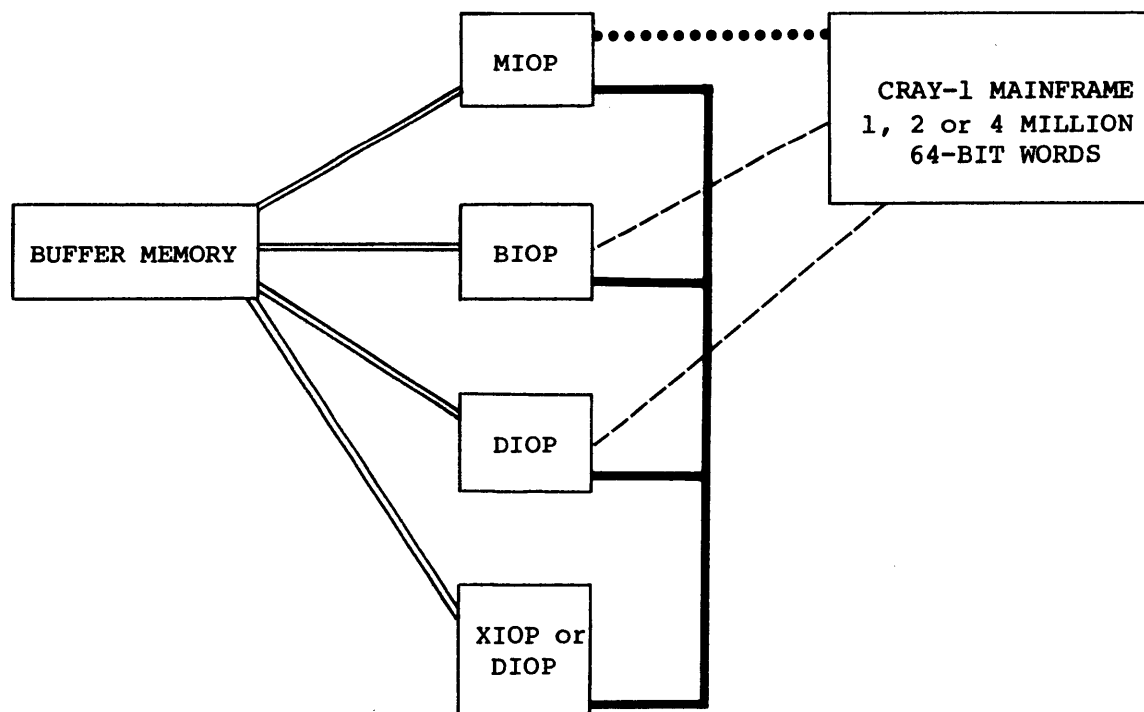 MIOP
CRAY-1 MAINFRAME
1, 2 or 4 MILLION
64-BIT WORDS
BUFFER MEMORY
BIOP
DIOP
XIOP or
DIOP